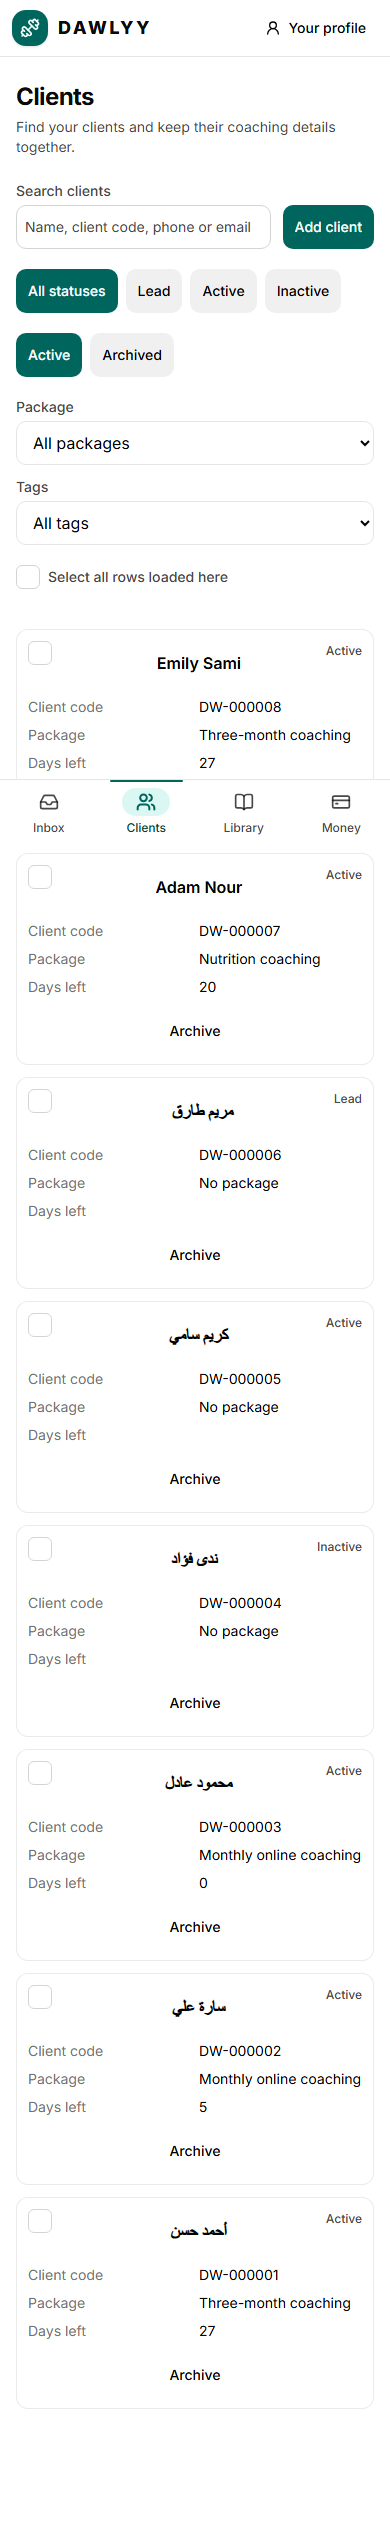 DAWLYY
Your profile
Clients
Find your clients and keep their coaching details
together.
Search clients
Name, client code, phone or email
Add client
All statuses
Lead
Active
Inactive
Active
Archived
Package
All packages
Tags
All tags
Select all rows loaded here
Active
Emily Sami
Client code DW-000008
Package Three-month coaching
Days left 27
Inbox
Clients
Library
Money
Active
Adam Nour
Client code DW-000007
Package Nutrition coaching
Days left 20
Archive
Lead
مريم طارق
Client code DW-000006
Package No package
Days left
Archive
Active
كريم سامي
Client code DW-000005
Package No package
Days left
Archive
Inactive
ندى فؤاد
Client code DW-000004
Package No package
Days left
Archive
Active
محمود عادل
Client code DW-000003
Package Monthly online coaching
Days left 0
Archive
Active
سارة علي
Client code DW-000002
Package Monthly online coaching
Days left 5
Archive
Active
أحمد حسن
Client code DW-000001
Package Three-month coaching
Days left 27
Archive